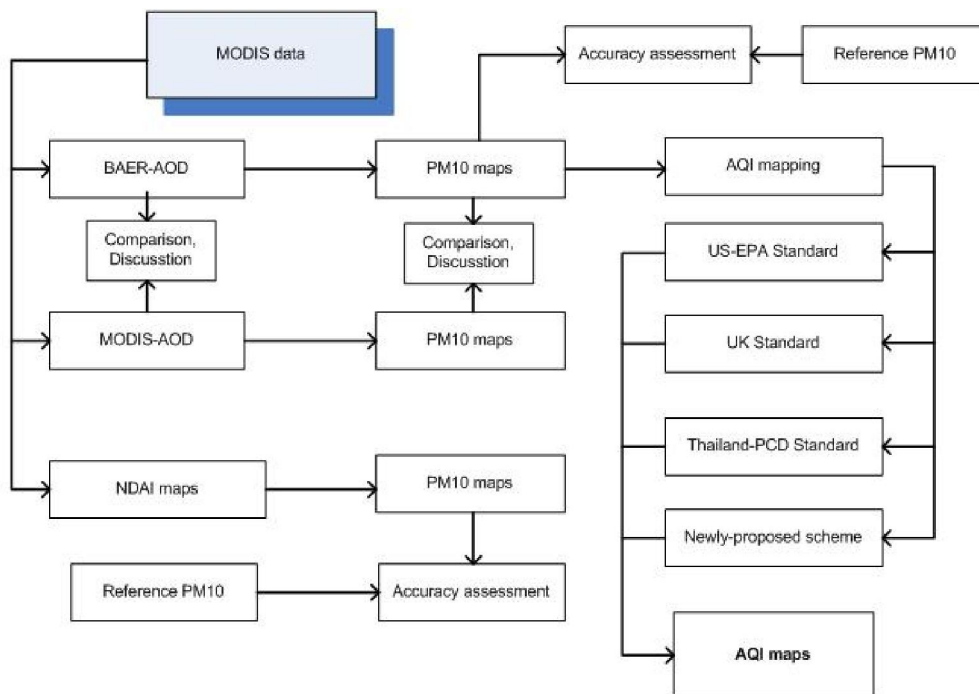 MODIS data
Accuracy assessment
Reference PM10
BAER-AOD
PM10 maps
AQI mapping
Comparison,
Discusstion
Comparison,
Discusstion
US-EPA Standard
MODIS-AOD
PM10 maps
UK Standard
Thailand-PCD Standard
NDAI maps
PM10 maps
Newly-proposed scheme
Reference PM10
Accuracy assessment
AQI maps